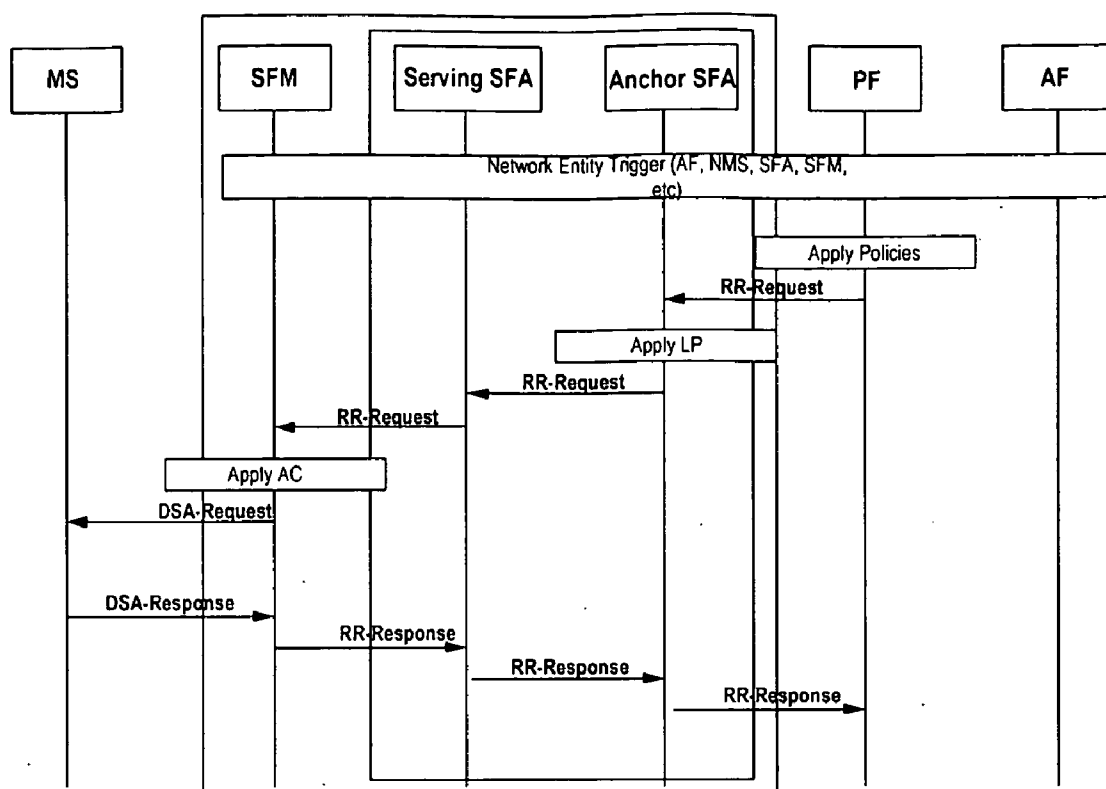 MS
SFM
Serving SFA
Anchor SFA
PF
AF
Network Entity Trigger (AF, NMS, SFA, SFM,
etc)
Apply Policies
RR-Request
Apply LP
RR-Request
RR-Request
Apply AC
DSA-Request
DSA-Response
RR-Response
RR-Response
RR-Response